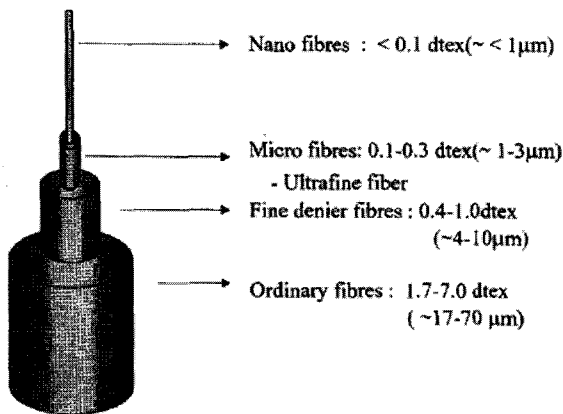 Nano fibres : < 0.1 dtex(~ < 1μm)
Micro fibres: 0.1-0.3 dtex(~ 1-3μm)
- Ultrafine fiber
Fine denier fibres : 0.4-1.0dtex
(~4-10μm)
Ordinary fibres : 1.7-7.0 dtex
( ~17-70 μm)